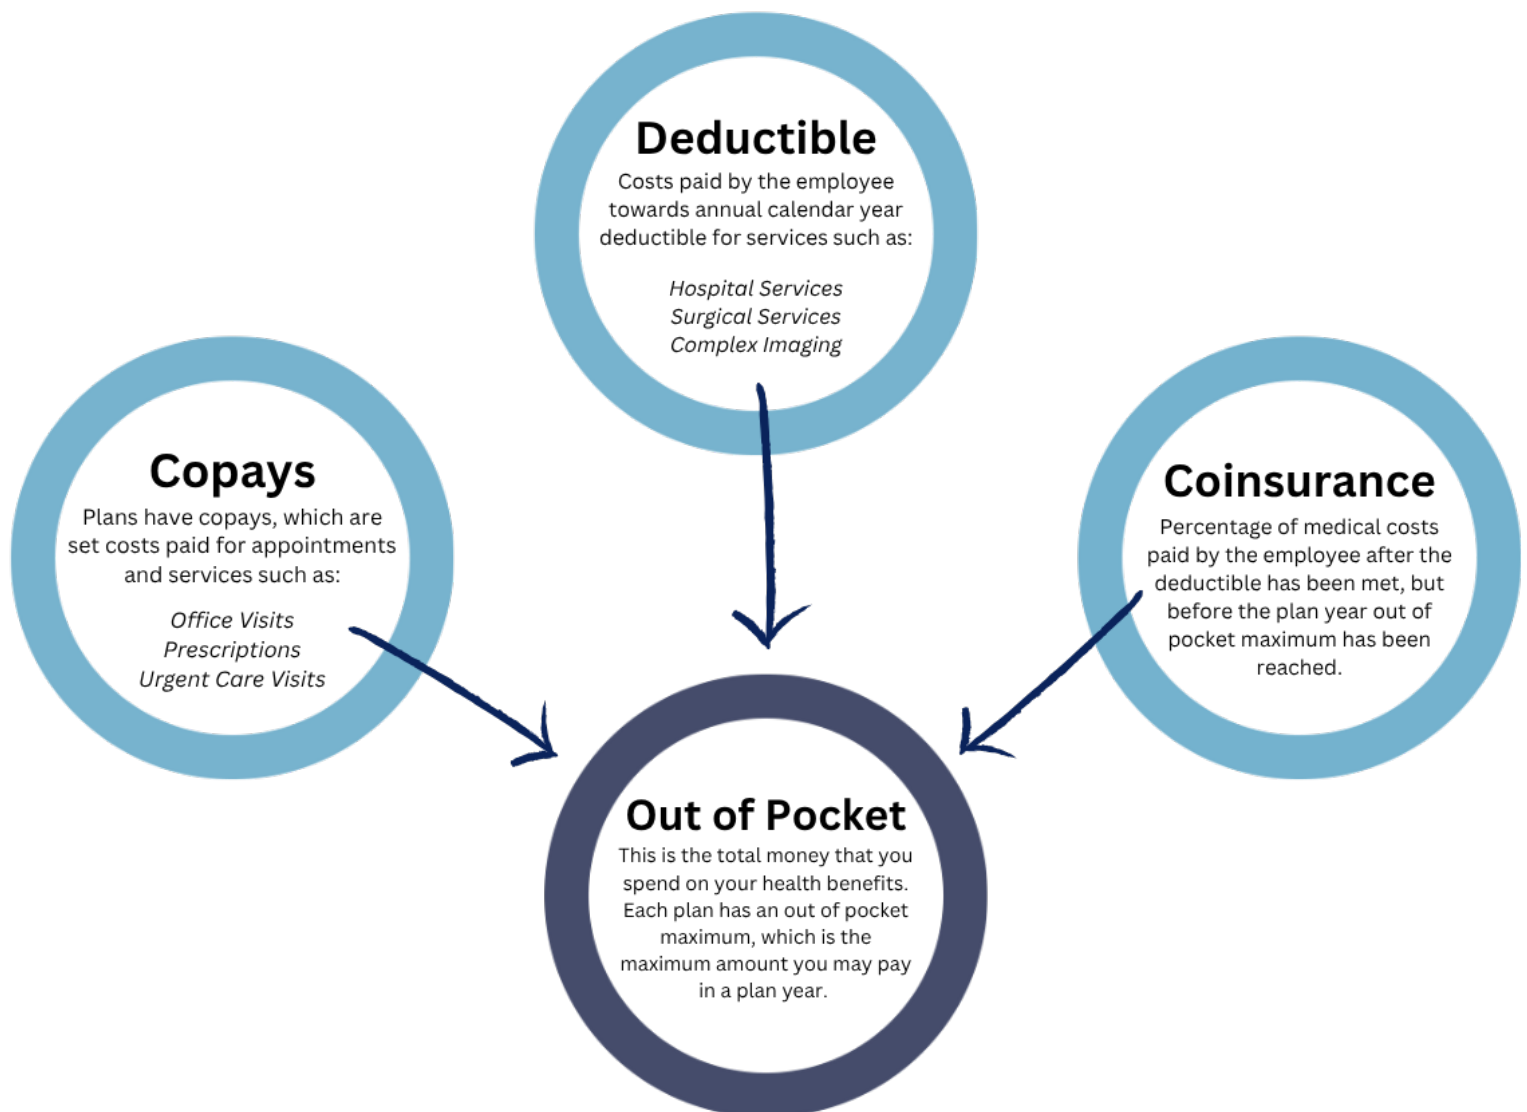 Deductible
Costs paid by the employee
towards annual calendar year
deductible for services such as:
Hospital Services
Surgical Services
Complex Imaging
Copays
Plans have copays, which are
set costs paid for appointments
and services such as:
Office Visits
Prescriptions
Urgent Care Visits
Coinsurance
Percentage of medical costs
paid by the employee after the
deductible has been met, but
before the plan year out of
pocket maximum has been
reached.
Out of Pocket
This is the total money that you
spend on your health benefits.
Each plan has an out of pocket
maximum, which is the
maximum amount you may pay
in a plan year.